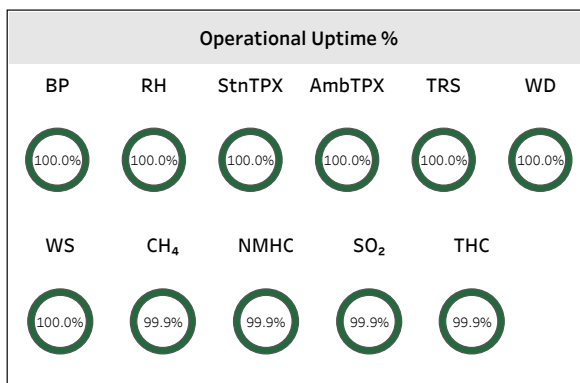 Operational Uptime %
BP RH StnTPX AmbTPX TRS WD
100.0% 100.0% 100.0% 100.0% 100.0% 100.0%
WS CH₄ NMHC SO₂ THC
100.0% 99.9% 99.9% 99.9% 99.9%